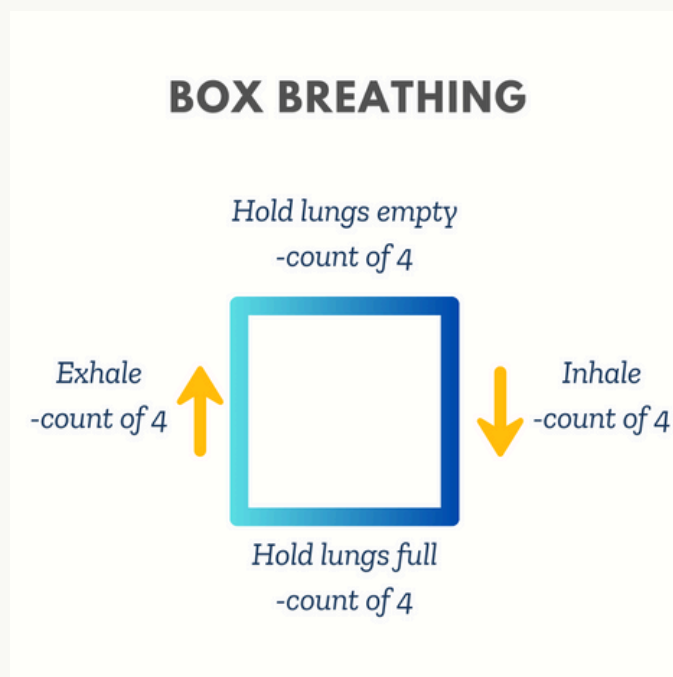 BOX BREATHING
Hold lungs empty
-count of 4
Exhale
-count of 4
Inhale
-count of 4
Hold lungs full
-count of 4